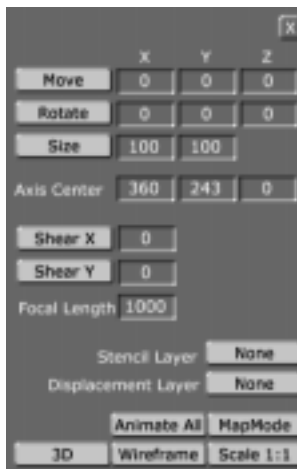 X
X Y Z
Move 0 0 0
Rotate 0 0 0
Size 100 100
Axis Center 360 243 0
Shear X 0
Shear Y 0
Focal Length 1000
Stencil Layer None
Displacement Layer None
Animate All MapMode
3D Wireframe Scale 1:1